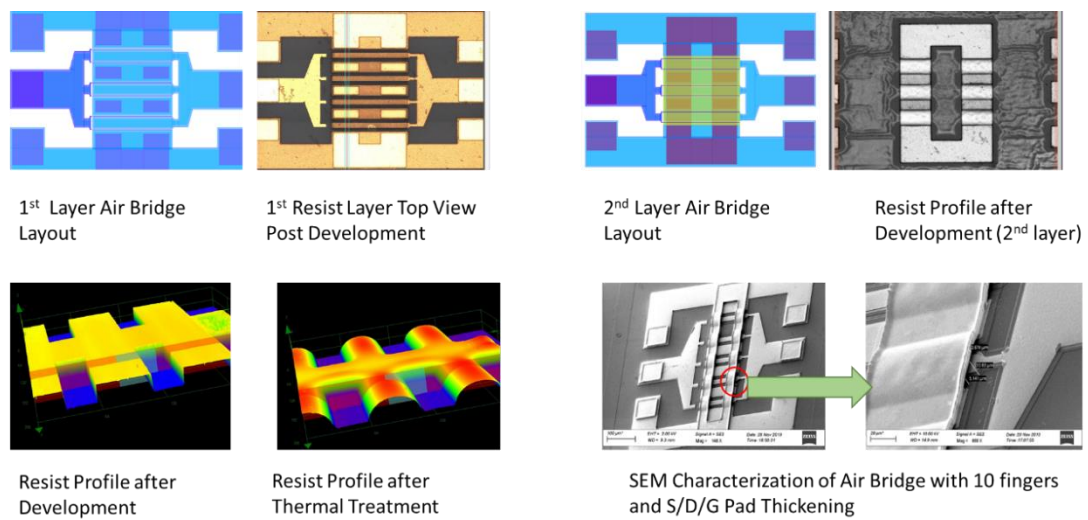 1st Layer Air Bridge
Layout
1st Resist Layer Top View
Post Development
2nd Layer Air Bridge
Layout
Resist Profile after
Development (2nd layer)
Resist Profile after
Development
Resist Profile after
Thermal Treatment
SEM Characterization of Air Bridge with 10 fingers
and S/D/G Pad Thickening